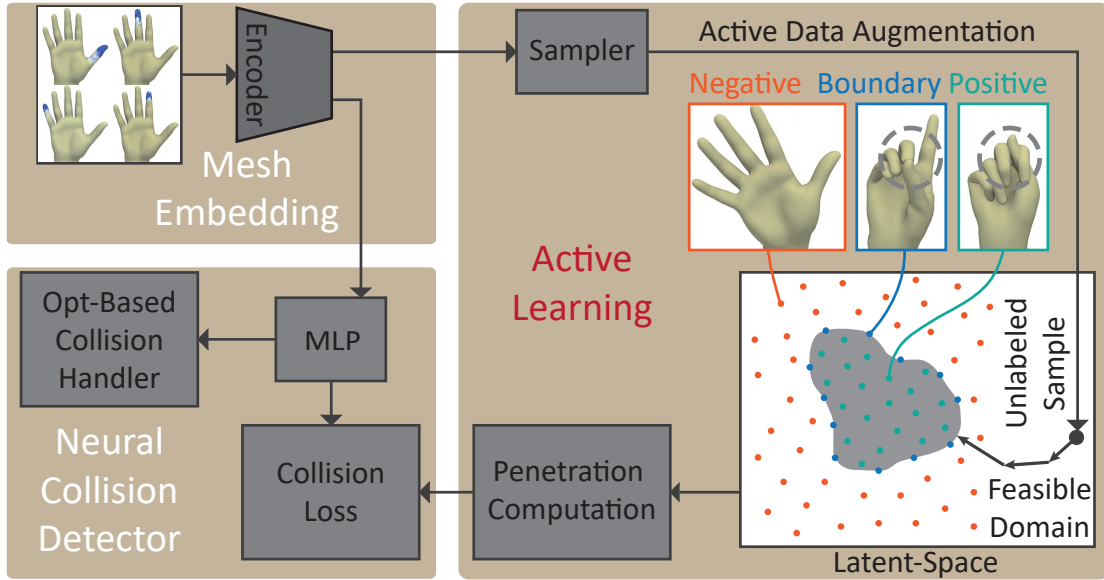 Encoder
Mesh
Embedding
Sampler
Active Data Augmentation
Negative
Boundary
Positive
Active
Learning
Unlabeled
Sample
Feasible
Domain
Latent-Space
Opt-Based
Collision
Handler
MLP
Neural
Collision
Detector
Collision
Loss
Penetration
Computation